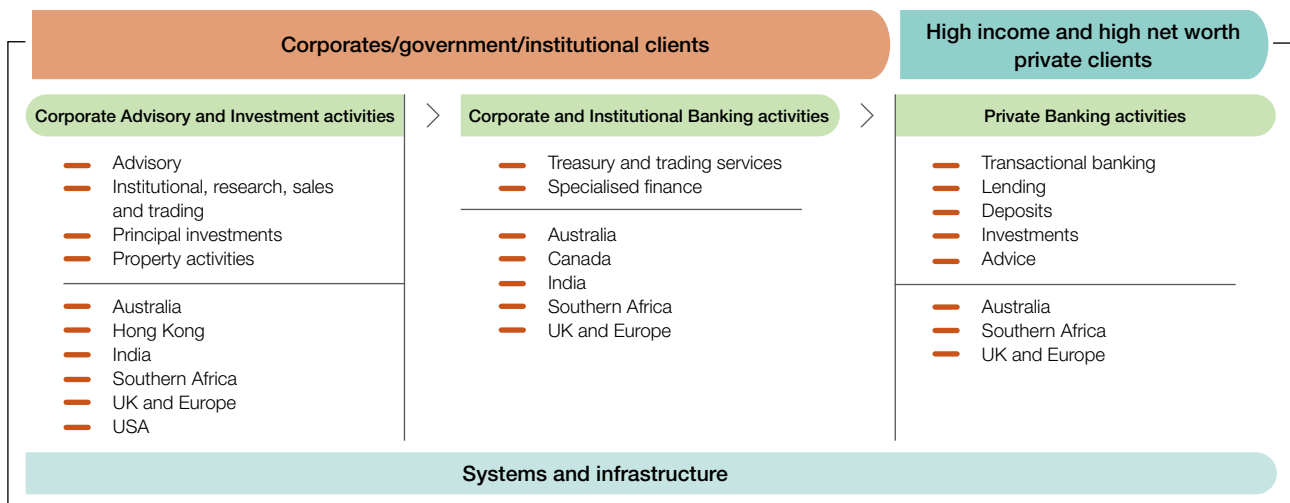 Corporates/government/institutional clients
High income and high net worth
private clients
Corporate Advisory and Investment activities
Advisory
Institutional, research, sales
and trading
Principal investments
Property activities
Australia
Hong Kong
India
Southern Africa
UK and Europe
USA
Corporate and Institutional Banking activities
Treasury and trading services
Specialised finance
Australia
Canada
India
Southern Africa
UK and Europe
Private Banking activities
Transactional banking
Lending
Deposits
Investments
Advice
Australia
Southern Africa
UK and Europe
Systems and infrastructure